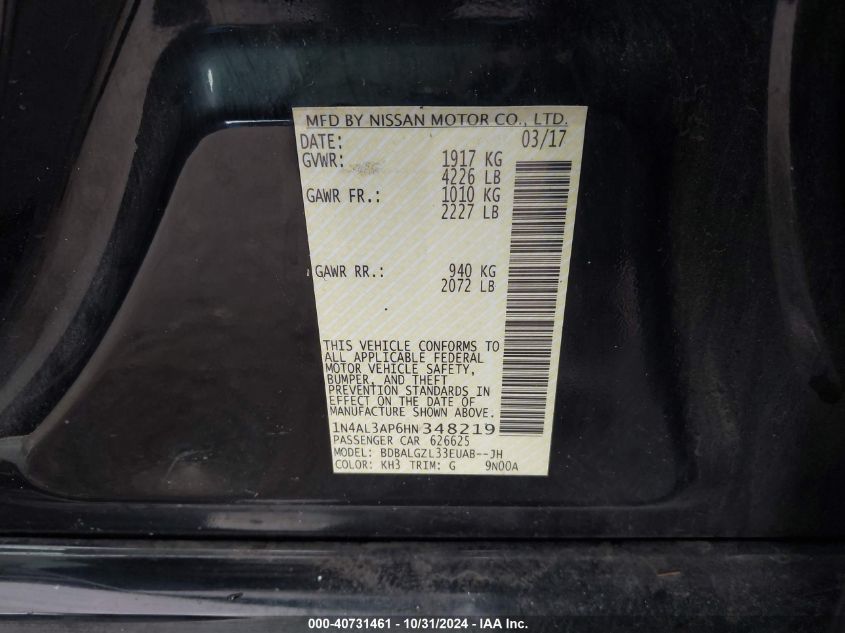 MFD BY NISSAN MOTOR CO., LTD.
DATE: 03/17
GVWR: 1917 KG
4226 LB
GAWR FR.: 1010 KG
2227 LB
GAWR RR.: 940 KG
2072 LB
THIS VEHICLE CONFORMS TO
ALL APPLICABLE FEDERAL
MOTOR VEHICLE SAFETY,
BUMPER, AND THEFT
PREVENTION STANDARDS IN
EFFECT ON THE DATE OF
MANUFACTURE SHOWN ABOVE.
1N4AL3AP6HN348219
PASSENGER CAR 626625
MODEL: BDBALGZL33EUAB--JH
COLOR: KH3 TRIM: G 9N00A
000-40731461 - 10/31/2024 - IAA Inc.